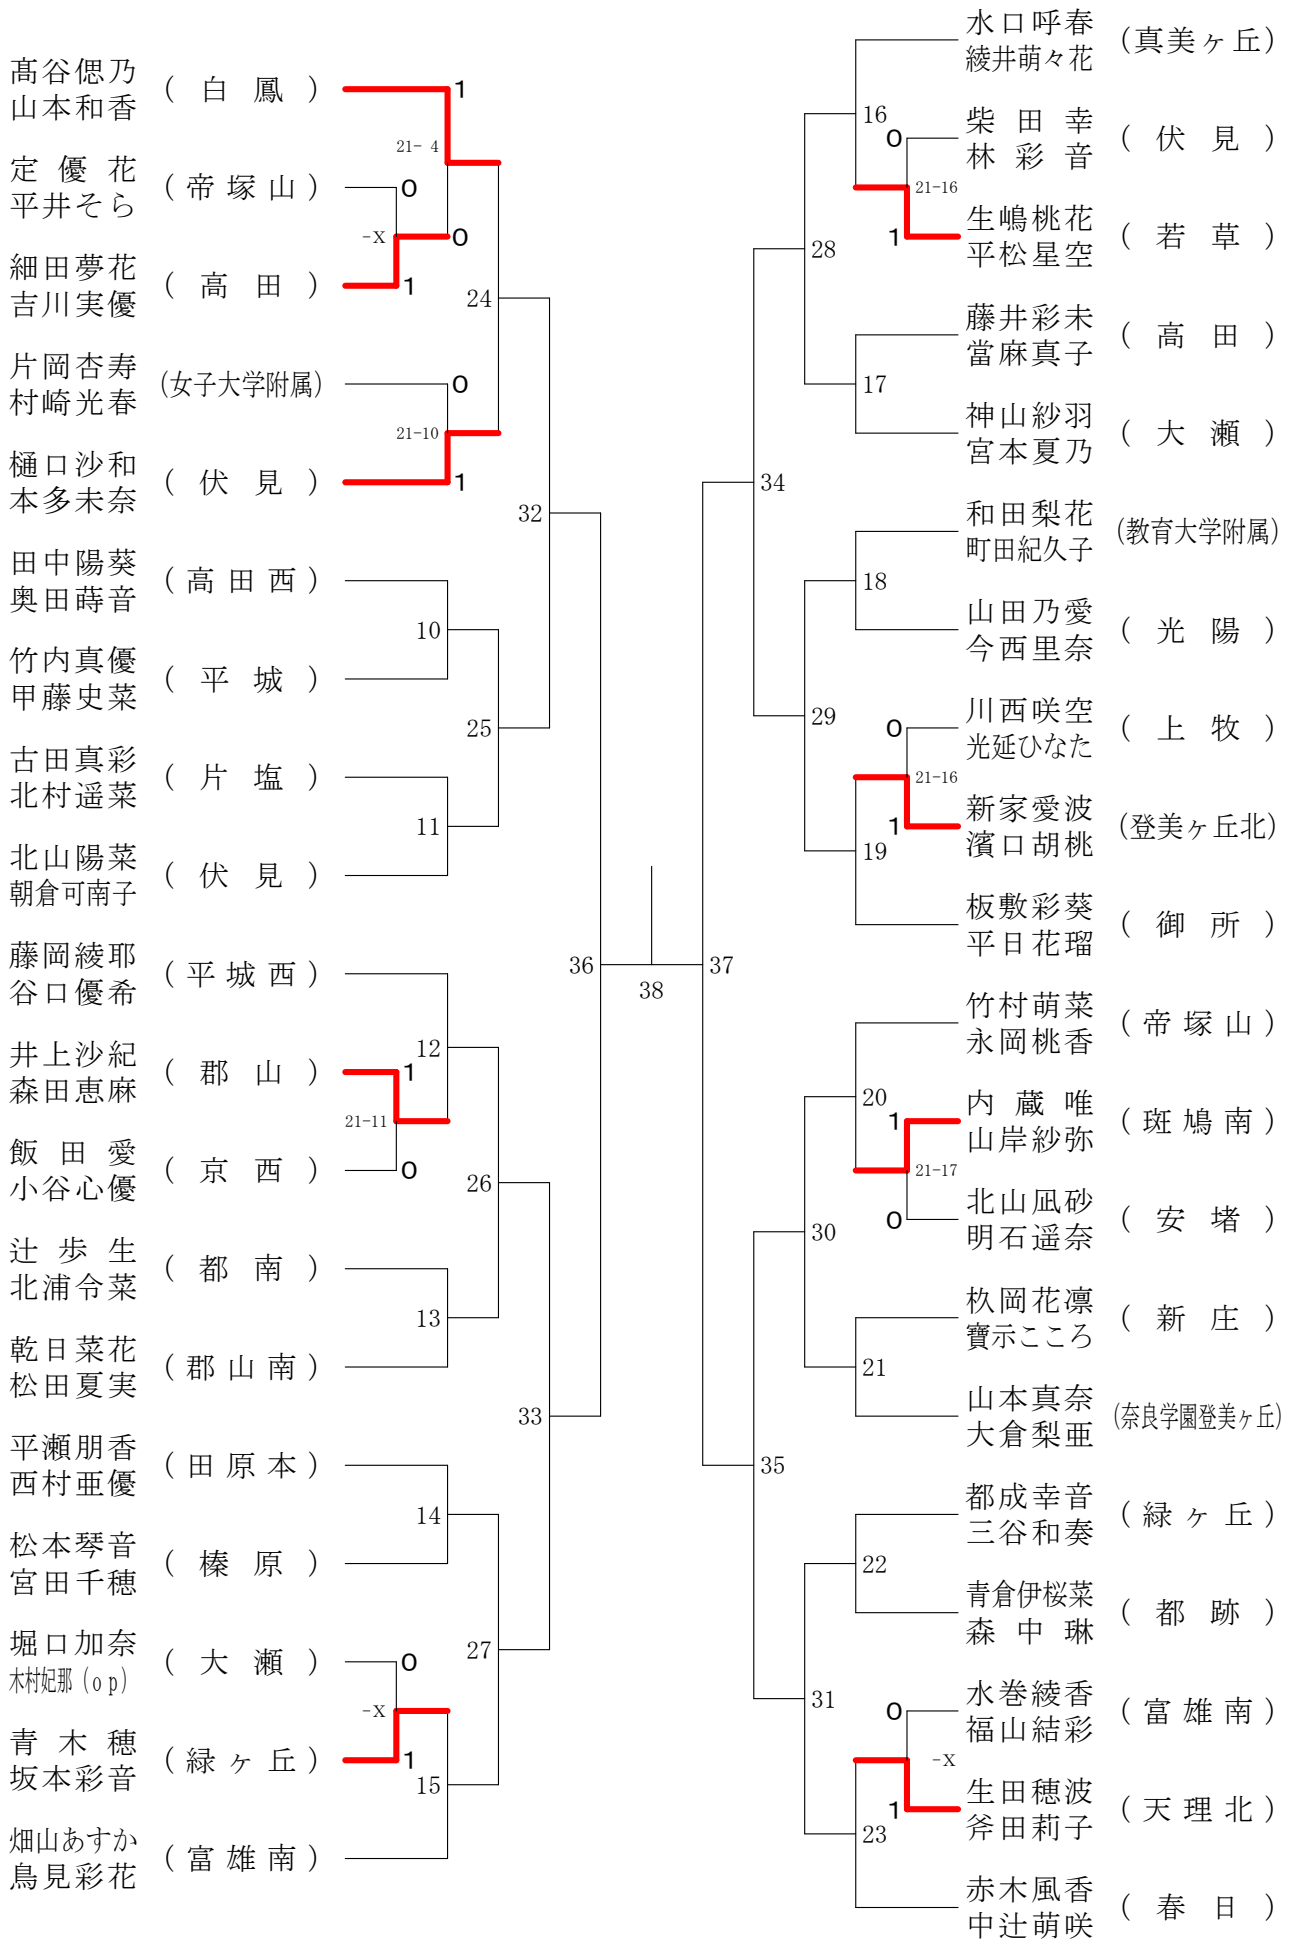 髙谷偲乃
山本和香
(白鳳)
1
21- 4
定優花
平井そら
(帝塚山)
0
-X
0
細田夢花
吉川実優
(高田)
1
24
片岡杏寿
村崎光春
(女子大学附属)
0
21-10
樋口沙和
本多未奈
(伏見)
1
32
田中陽葵
奥田蒔音
(高田西)
10
竹内真優
甲藤史菜
(平城)
25
古田真彩
北村遥菜
(片塩)
11
北山陽菜
朝倉可南子
(伏見)
藤岡綾耶
谷口優希
(平城西)
36
12
井上沙紀
森田恵麻
(郡山)
1
21-11
飯田愛
小谷心優
(京西)
0
26
辻歩生
北浦令菜
(都南)
13
乾日菜花
松田夏実
(郡山南)
33
平瀬朋香
西村亜優
(田原本)
14
松本琴音
宮田千穂
(榛原)
27
堀口加奈
木村妃那(op)
(大瀬)
0
-X
青木穂
坂本彩音
(緑ヶ丘)
1
15
畑山あすか
鳥見彩花
(富雄南)
38
水口呼春
綾井萌々花
(真美ヶ丘)
16
0
柴田幸
林彩音
(伏見)
21-16
1
生嶋桃花
平松星空
(若草)
28
藤井彩未
當麻真子
(高田)
17
神山紗羽
宮本夏乃
(大瀬)
34
和田梨花
町田紀久子
(教育大学附属)
18
山田乃愛
今西里奈
(光陽)
29
0
川西咲空
光延ひなた
(上牧)
21-16
1
新家愛波
濱口胡桃
(登美ヶ丘北)
19
板敷彩葵
平日花瑠
(御所)
37
竹村萌菜
永岡桃香
(帝塚山)
20
1
内蔵唯
山岸紗弥
(斑鳩南)
21-17
0
北山凪砂
明石遥奈
(安堵)
30
杦岡花凛
寶示こころ
(新庄)
21
山本真奈
大倉梨亜
(奈良学園登美ヶ丘)
35
都成幸音
三谷和奏
(緑ヶ丘)
22
青倉伊桜菜
森中琳
(都跡)
31
0
水巻綾香
福山結彩
(富雄南)
-X
1
生田穂波
斧田莉子
(天理北)
23
赤木風香
中辻萌咲
(春日)